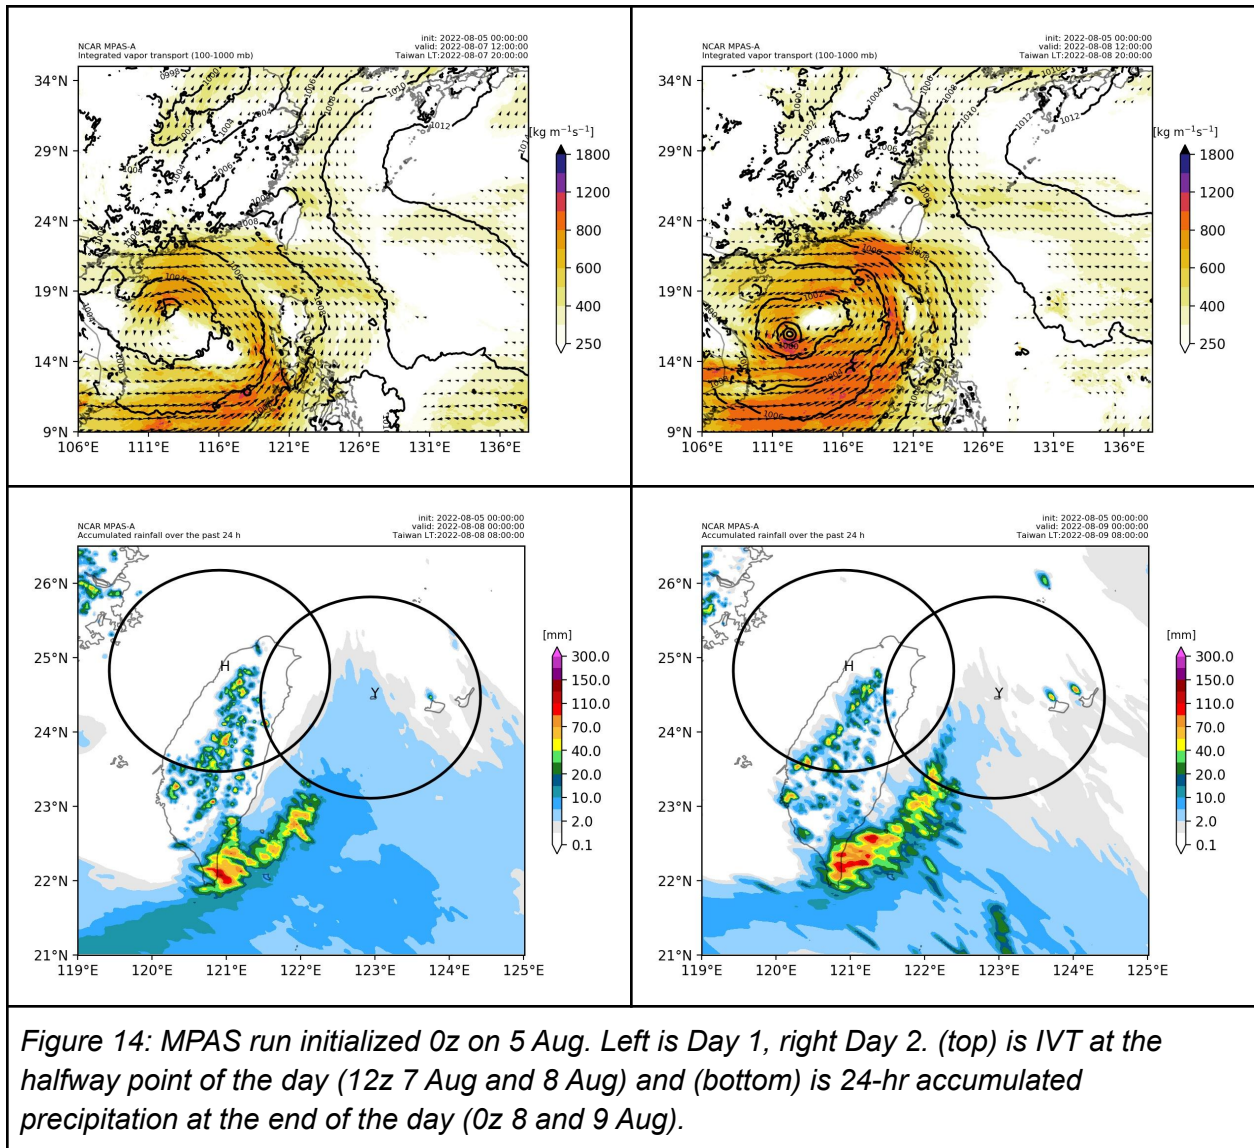 init: 2022-08-05 00:00:00
NCAR MPAS-A
valid: 2022-08-07 12:00:00
Integrated vapor transport (100-1000 mb)
Taiwan LT:2022-08-07 20:00:00
35°N
29°N
24°N
19°N
14°N
9°N
106°E 111°E 116°E 121°E 126°E 131°E 136°E
[kg m⁻¹s⁻¹]
1800
1200
800
600
400
250
init: 2022-08-05 00:00:00
NCAR MPAS-A
valid: 2022-08-08 12:00:00
Integrated vapor transport (100-1000 mb)
Taiwan LT:2022-08-08 20:00:00
35°N
29°N
24°N
19°N
14°N
9°N
106°E 111°E 116°E 121°E 126°E 131°E 136°E
[kg m⁻¹s⁻¹]
1800
1200
800
600
400
250
init: 2022-08-05 00:00:00
NCAR MPAS-A
valid: 2022-08-08 00:00:00
Accumulated rainfall over the past 24 h
Taiwan LT:2022-08-08 08:00:00
26°N
25°N
24°N
23°N
22°N
21°N
119°E 120°E 121°E 122°E 123°E 124°E 125°E
H
Y
[mm]
300.0
150.0
110.0
70.0
40.0
20.0
10.0
2.0
0.1
init: 2022-08-05 00:00:00
NCAR MPAS-A
valid: 2022-08-09 00:00:00
Accumulated rainfall over the past 24 h
Taiwan LT:2022-08-09 08:00:00
26°N
25°N
24°N
23°N
22°N
21°N
119°E 120°E 121°E 122°E 123°E 124°E 125°E
H
Y
[mm]
300.0
150.0
110.0
70.0
40.0
20.0
10.0
2.0
0.1
Figure 14: MPAS run initialized 0z on 5 Aug. Left is Day 1, right Day 2. (top) is IVT at the
halfway point of the day (12z 7 Aug and 8 Aug) and (bottom) is 24-hr accumulated
precipitation at the end of the day (0z 8 and 9 Aug).